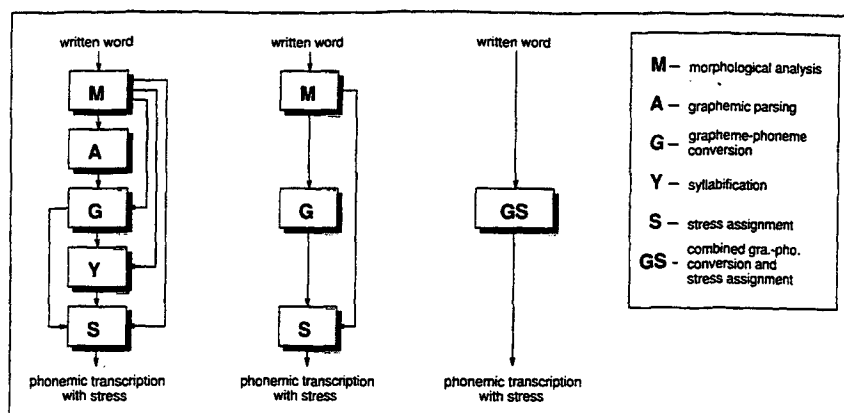 written word
M
A
G
Y
S
phonemic transcription
with stress
written word
M
G
S
phonemic transcription
with stress
written word
GS
phonemic transcription
with stress
M – morphological analysis
A – graphemic parsing
G – grapheme-phoneme
conversion
Y – syllabification
S – stress assignment
GS - combined gra.-pho.
conversion and
stress assignment